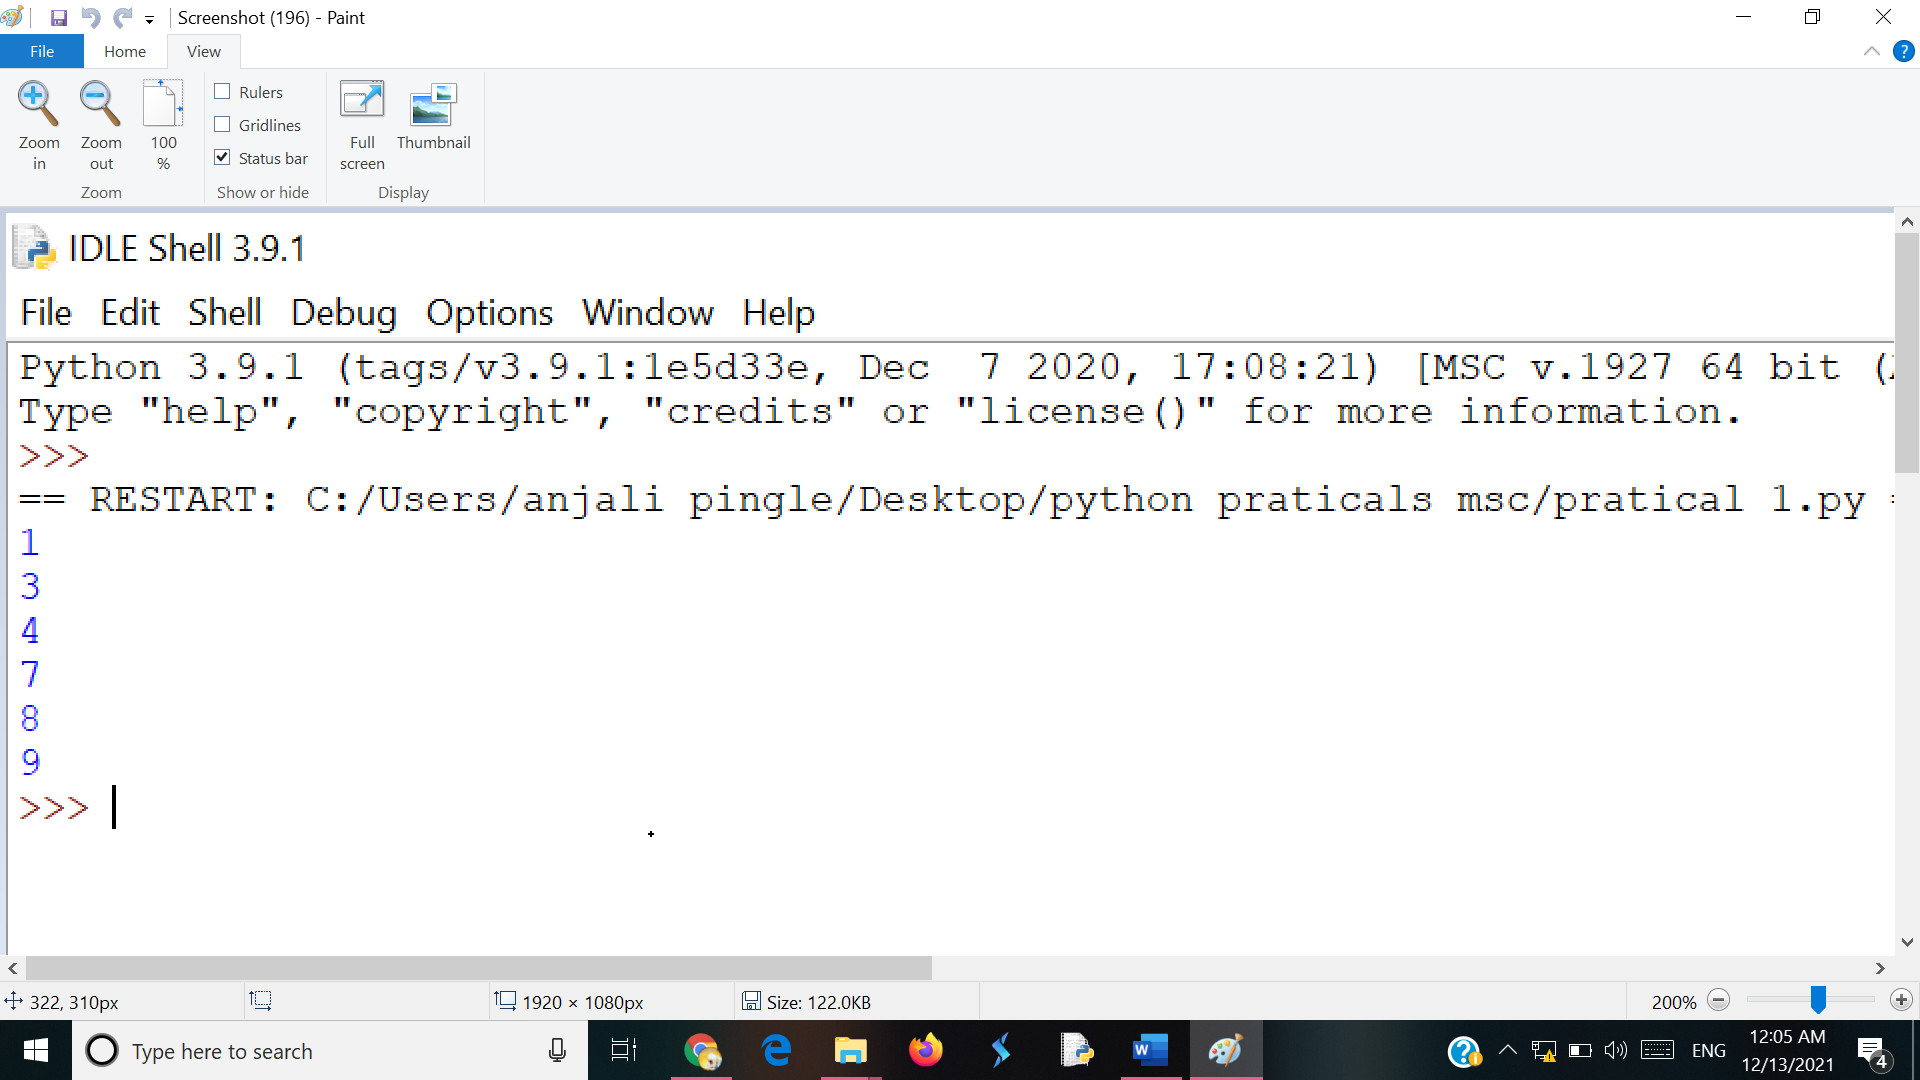 Screenshot (196) - Paint
File Home View
Zoom in
Zoom out
100 %
Rulers
Gridlines
Status bar
Full screen
Thumbnail
Zoom
Show or hide
Display
IDLE Shell 3.9.1
File Edit Shell Debug Options Window Help
Python 3.9.1 (tags/v3.9.1:1e5d33e, Dec  7 2020, 17:08:21) [MSC v.1927 64 bit (
Type "help", "copyright", "credits" or "license()" for more information.
>>>
== RESTART: C:/Users/anjali pingle/Desktop/python praticals msc/pratical 1.py =
1
3
4
7
8
9
>>>
322, 310px
1920 × 1080px
Size: 122.0KB
200%
Type here to search
ENG
12:05 AM
12/13/2021
4